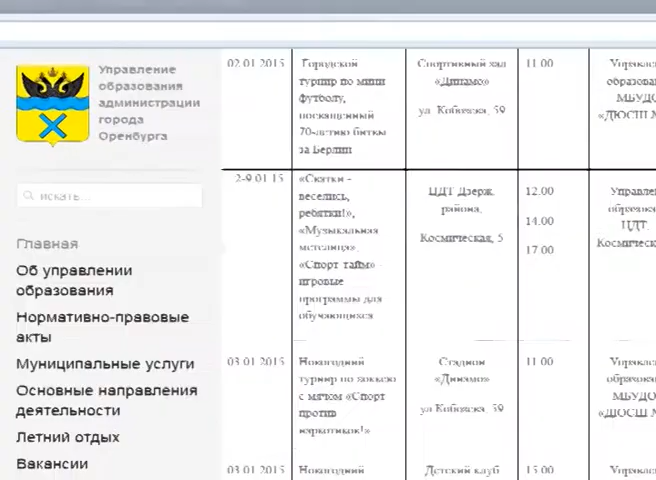 Управление
образования
администрации
города
Оренбурга
искать...
Главная
Об управлении
образования
Нормативно-правовые
акты
Муниципальные услуги
Основные направления
деятельности
Летний отдых
Вакансии
02.01.2015
Городской
турнир по мини
футболу,
посвященный
70-летию битвы
за Берлин
Спортивный зал
«Динамо»
ул.
59
11.00
МБУДО
2-9.01.15
веселись,
ребятки!»,
«Музыкальная
метелица»,
«Спорт-тайм» -
игровые
программы для
обучающихся
ЦДТ Дзерж.
района,
Космическая, 5
12.00
14.00
17.00
ЦДТ,
03.01.2015
Новогодний
турнир по хоккею
с мячом «Спорт
против
наркотиков!»
Стадион
«Динамо»
ул.
59
11.00
МБУДО
03.01.2015
Новогодний
Детский клуб
15.00